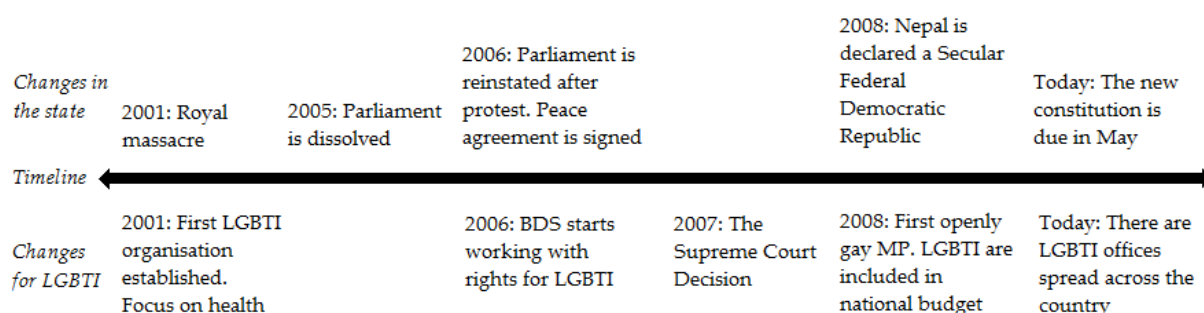 Changes in
the state
2001: Royal
massacre
2005: Parliament
is dissolved
2006: Parliament is
reinstated after
protest. Peace
agreement is signed
2008: Nepal is
declared a Secular
Federal
Democratic
Republic
Today: The new
constitution is
due in May
Timeline
Changes
for LGBTI
2001: First LGBTI
organisation
established.
Focus on health
2006: BDS starts
working with
rights for LGBTI
2007: The
Supreme Court
Decision
2008: First openly
gay MP. LGBTI are
included in
national budget
Today: There are
LGBTI offices
spread across the
country